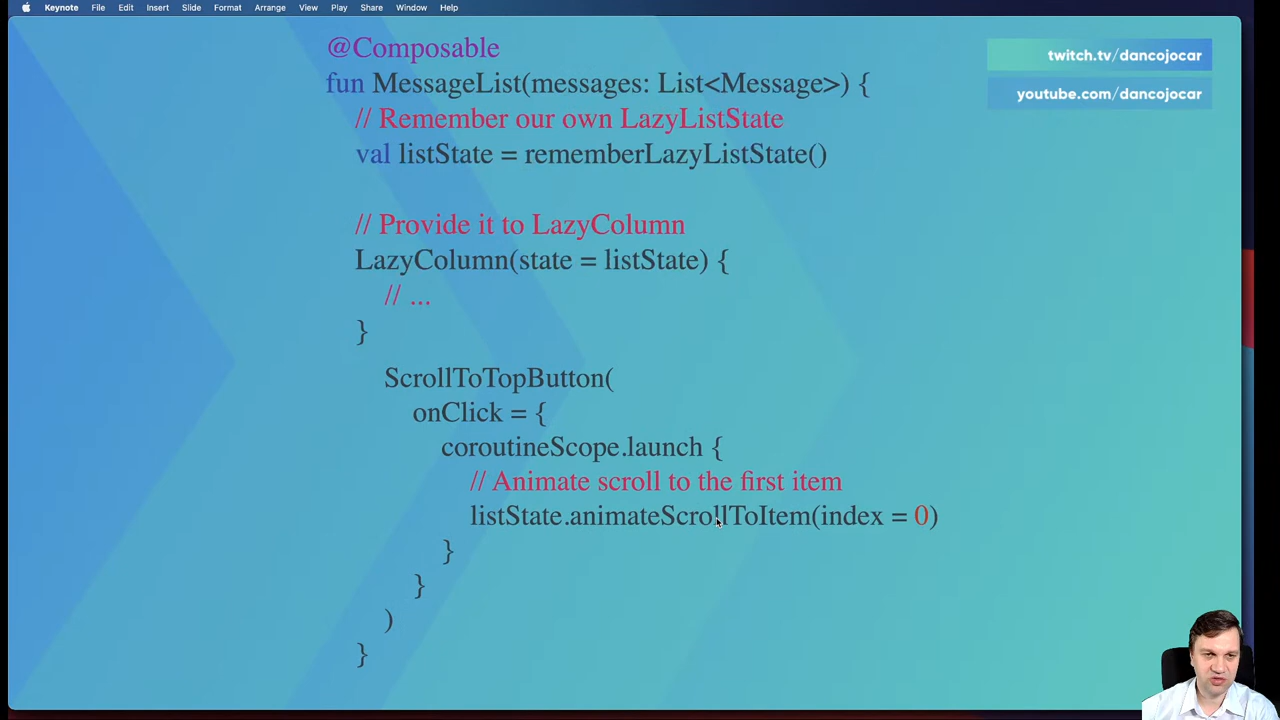 Keynote File Edit Insert Slide Format Arrange View Play Share Window Help
@Composable
twitch.tv/dancojocar
fun MessageList(messages: List<Message>) {
youtube.com/dancojocar
// Remember our own LazyListState
val listState = rememberLazyListState()
// Provide it to LazyColumn
LazyColumn(state = listState) {
// ...
}
ScrollToTopButton(
onClick = {
coroutineScope.launch {
// Animate scroll to the first item
listState.animateScrollToItem(index = 0)
}
}
)
}